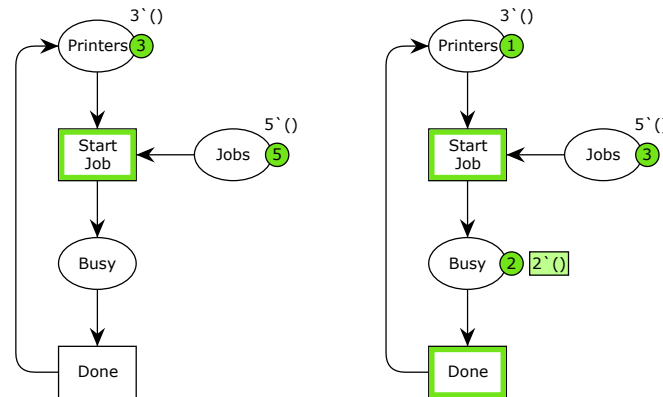 3`()
Printers
3
Start
Job
5`()
Jobs
5
Busy
Done
3`()
Printers
1
Start
Job
5`()
Jobs
3
Busy
2
2`()
Done